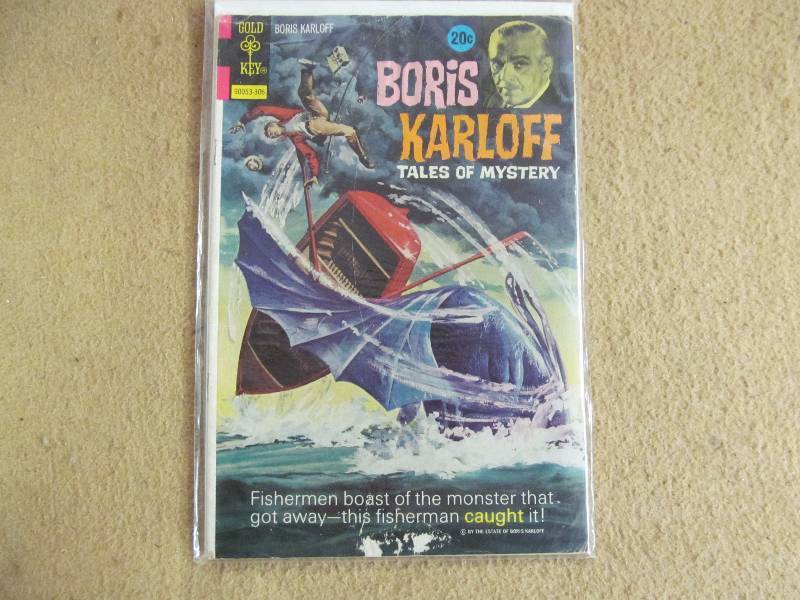 GOLD
KEY
BORIS KARLOFF
20c
90053-306
BORIS
KARLOFF
TALES OF MYSTERY
Fishermen boast of the monster that
got away—this fisherman caught it!
© BY THE ESTATE OF BORIS KARLOFF